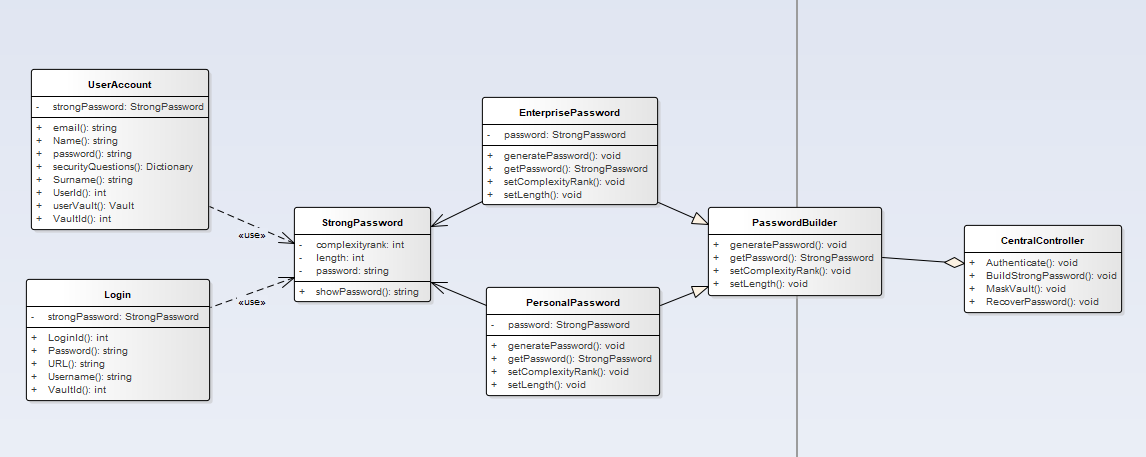 UserAccount
- strongPassword: StrongPassword
+ email(): string
+ Name(): string
+ password(): string
+ securityQuestions(): Dictionary
+ Surname(): string
+ UserId(): int
+ userVault(): Vault
+ VaultId(): int
«use»
Login
- strongPassword: StrongPassword
+ LoginId(): int
+ Password(): string
+ URL(): string
+ Username(): string
+ VaultId(): int
«use»
StrongPassword
- complexityrank: int
- length: int
- password: string
+ showPassword(): string
EnterprisePassword
- password: StrongPassword
+ generatePassword(): void
+ getPassword(): StrongPassword
+ setComplexityRank(): void
+ setLength(): void
PersonalPassword
- password: StrongPassword
+ generatePassword(): void
+ getPassword(): StrongPassword
+ setComplexityRank(): void
+ setLength(): void
PasswordBuilder
+ generatePassword(): void
+ getPassword(): StrongPassword
+ setComplexityRank(): void
+ setLength(): void
CentralController
+ Authenticate(): void
+ BuildStrongPassword(): void
+ MaskVault(): void
+ RecoverPassword(): void